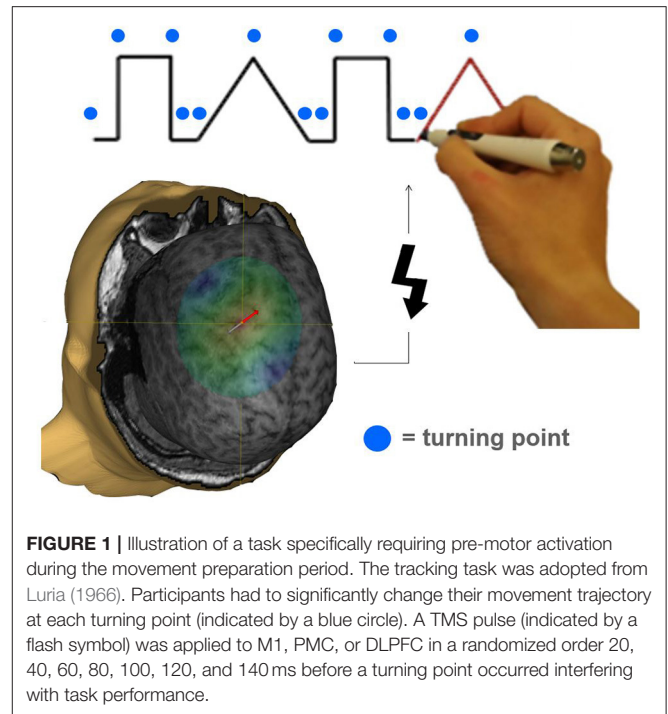 = turning point
FIGURE 1 | Illustration of a task specifically requiring pre-motor activation
during the movement preparation period. The tracking task was adopted from
Luria (1966). Participants had to significantly change their movement trajectory
at each turning point (indicated by a blue circle). A TMS pulse (indicated by a
flash symbol) was applied to M1, PMC, or DLPFC in a randomized order 20,
40, 60, 80, 100, 120, and 140 ms before a turning point occurred interfering
with task performance.